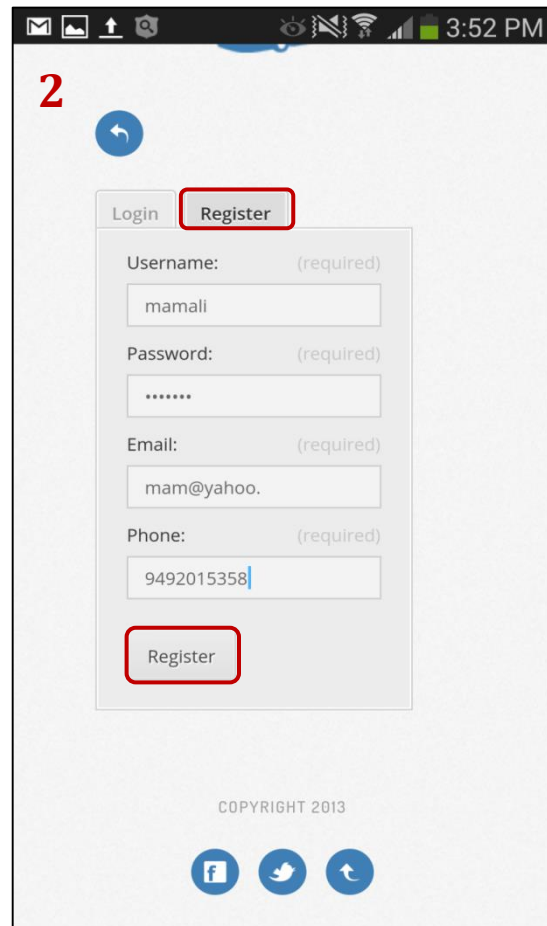 3:52 PM
2
Login Register
Username: (required)
mamali
Password: (required)
•••••••
Email: (required)
mam@yahoo.
Phone: (required)
9492015358
Register
COPYRIGHT 2013